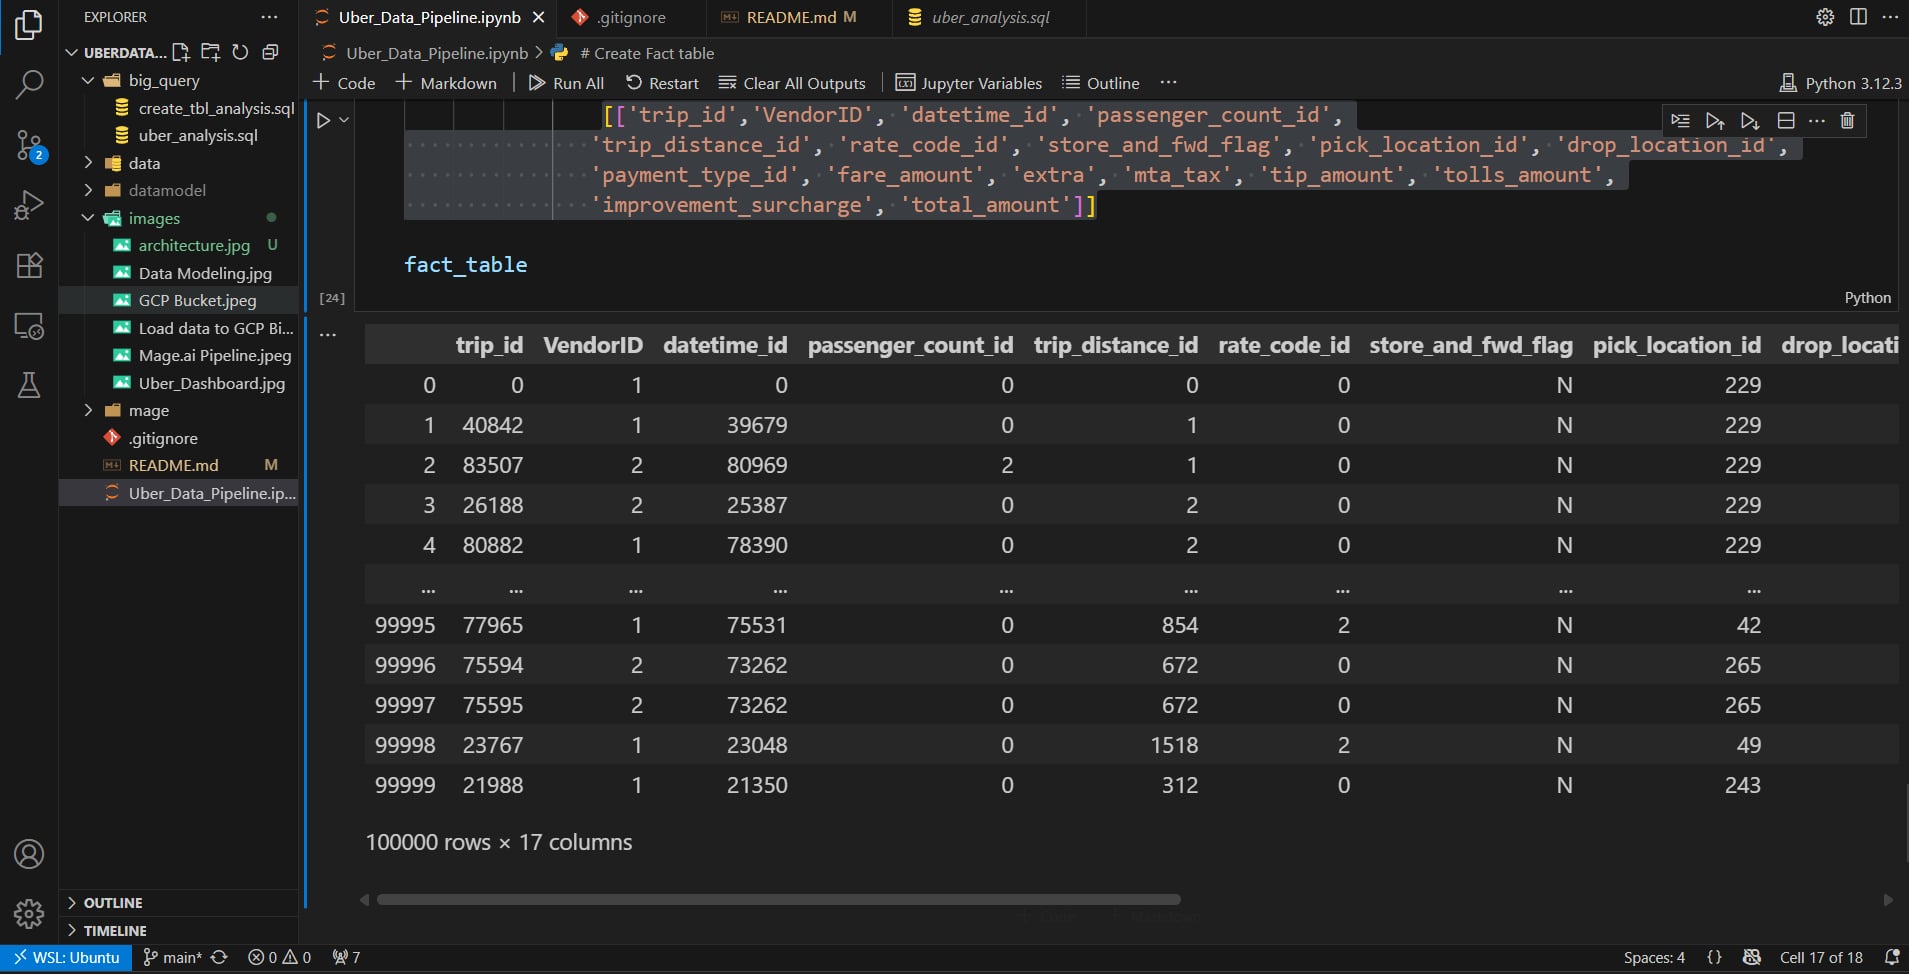 EXPLORER
UBERDATA...
big_query
create_tbl_analysis.sql
uber_analysis.sql
data
datamodel
images
architecture.jpg U
Data Modeling.jpg
GCP Bucket.jpeg
Load data to GCP Bi...
Mage.ai Pipeline.jpeg
Uber_Dashboard.jpg
mage
.gitignore
README.md M
Uber_Data_Pipeline.ip...
OUTLINE
TIMELINE
2
Uber_Data_Pipeline.ipynb
.gitignore
README.md M
uber_analysis.sql
Uber_Data_Pipeline.ipynb > # Create Fact table
+ Code + Markdown Run All Restart Clear All Outputs Jupyter Variables Outline ... Python 3.12.3
[['trip_id','VendorID', 'datetime_id', 'passenger_count_id',
'trip_distance_id', 'rate_code_id', 'store_and_fwd_flag', 'pick_location_id', 'drop_location_id',
'payment_type_id', 'fare_amount', 'extra', 'mta_tax', 'tip_amount', 'tolls_amount',
'improvement_surcharge', 'total_amount']]
fact_table
[24]
Python
trip_id VendorID datetime_id passenger_count_id trip_distance_id rate_code_id store_and_fwd_flag pick_location_id drop_locati
0 0 1 0 0 0 0 N 229
1 40842 1 39679 0 1 0 N 229
2 83507 2 80969 2 1 0 N 229
3 26188 2 25387 0 2 0 N 229
4 80882 1 78390 0 2 0 N 229
... ... ... ... ... ... ... ... ...
99995 77965 1 75531 0 854 2 N 42
99996 75594 2 73262 0 672 0 N 265
99997 75595 2 73262 0 672 0 N 265
99998 23767 1 23048 0 1518 2 N 49
99999 21988 1 21350 0 312 0 N 243
100000 rows × 17 columns
+ Code + Markdown
WSL: Ubuntu main* 0 0 7 Spaces: 4 {} Cell 17 of 18